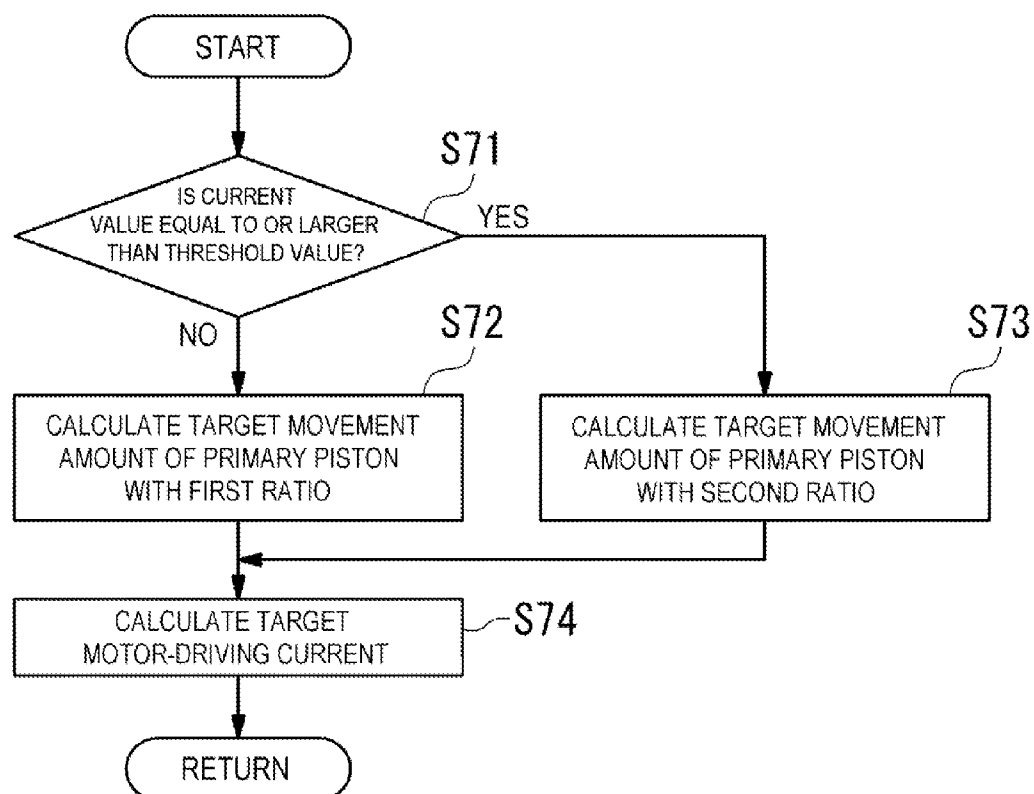 START
S71
IS CURRENT
VALUE EQUAL TO OR LARGER
THAN THRESHOLD VALUE?
YES
NO
S72
S73
CALCULATE TARGET MOVEMENT
AMOUNT OF PRIMARY PISTON
WITH FIRST RATIO
CALCULATE TARGET MOVEMENT
AMOUNT OF PRIMARY PISTON
WITH SECOND RATIO
CALCULATE TARGET
MOTOR-DRIVING CURRENT
S74
RETURN